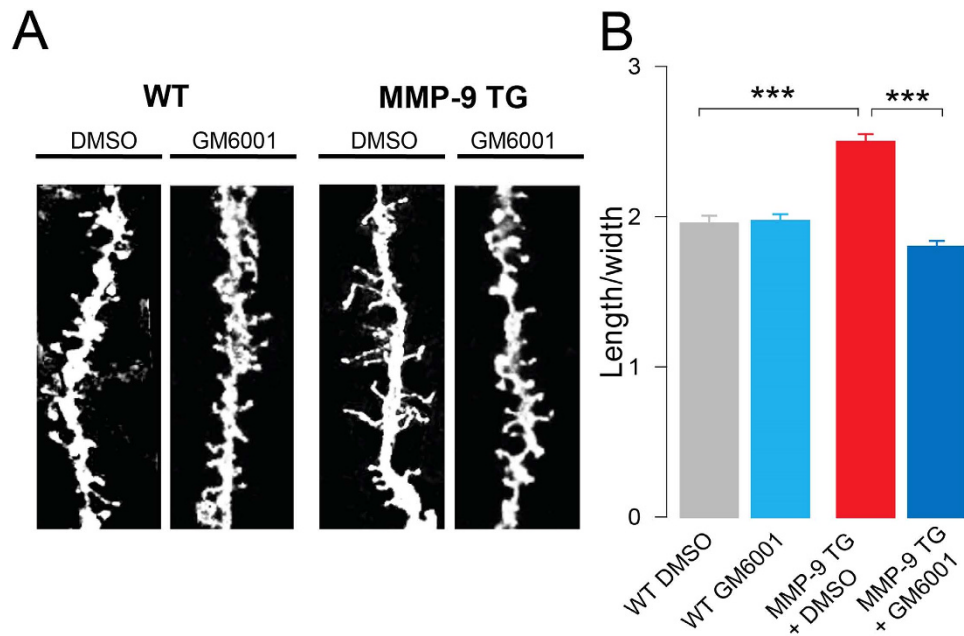 A
WT
MMP-9 TG
DMSO
GM6001
DMSO
GM6001
B
3
2
1
0
Length/width
***
***
WT DMSO
WT GM6001
MMP-9 TG
+ DMSO
MMP-9 TG
+ GM6001